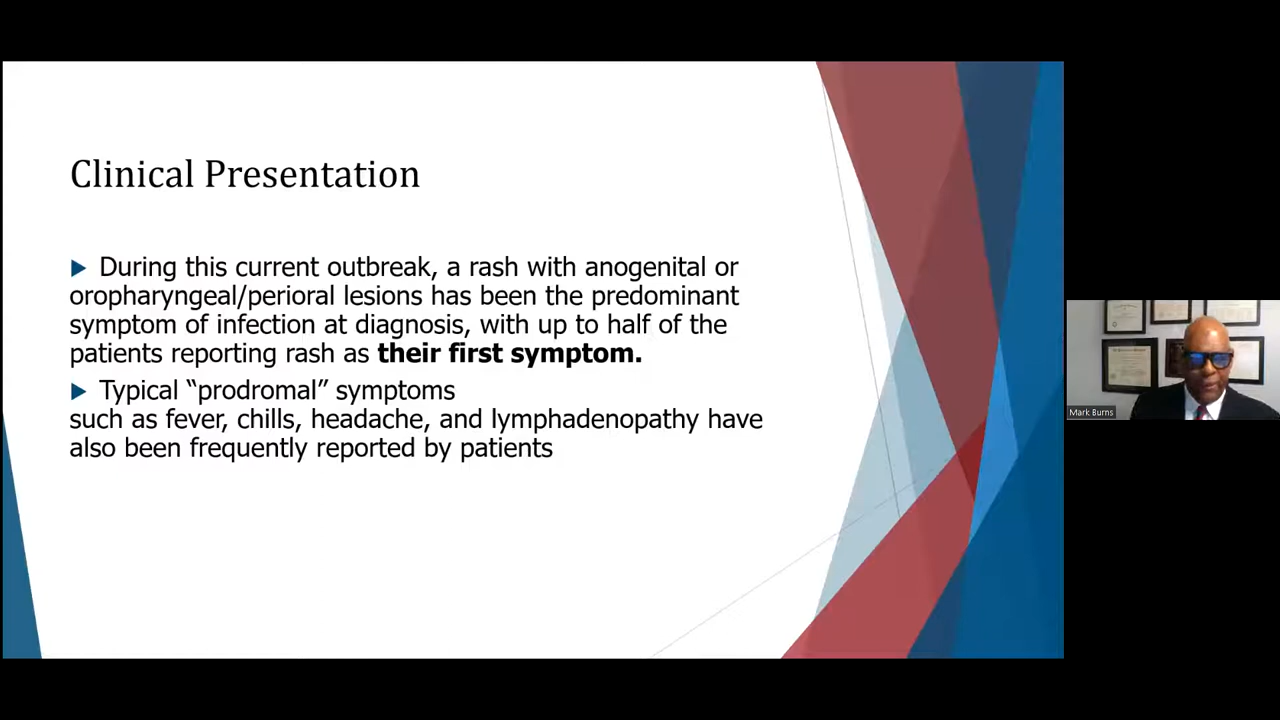 Clinical Presentation
During this current outbreak, a rash with anogenital or
oropharyngeal/perioral lesions has been the predominant
symptom of infection at diagnosis, with up to half of the
patients reporting rash as their first symptom.
Typical “prodromal” symptoms
such as fever, chills, headache, and lymphadenopathy have
also been frequently reported by patients
Mark Burns